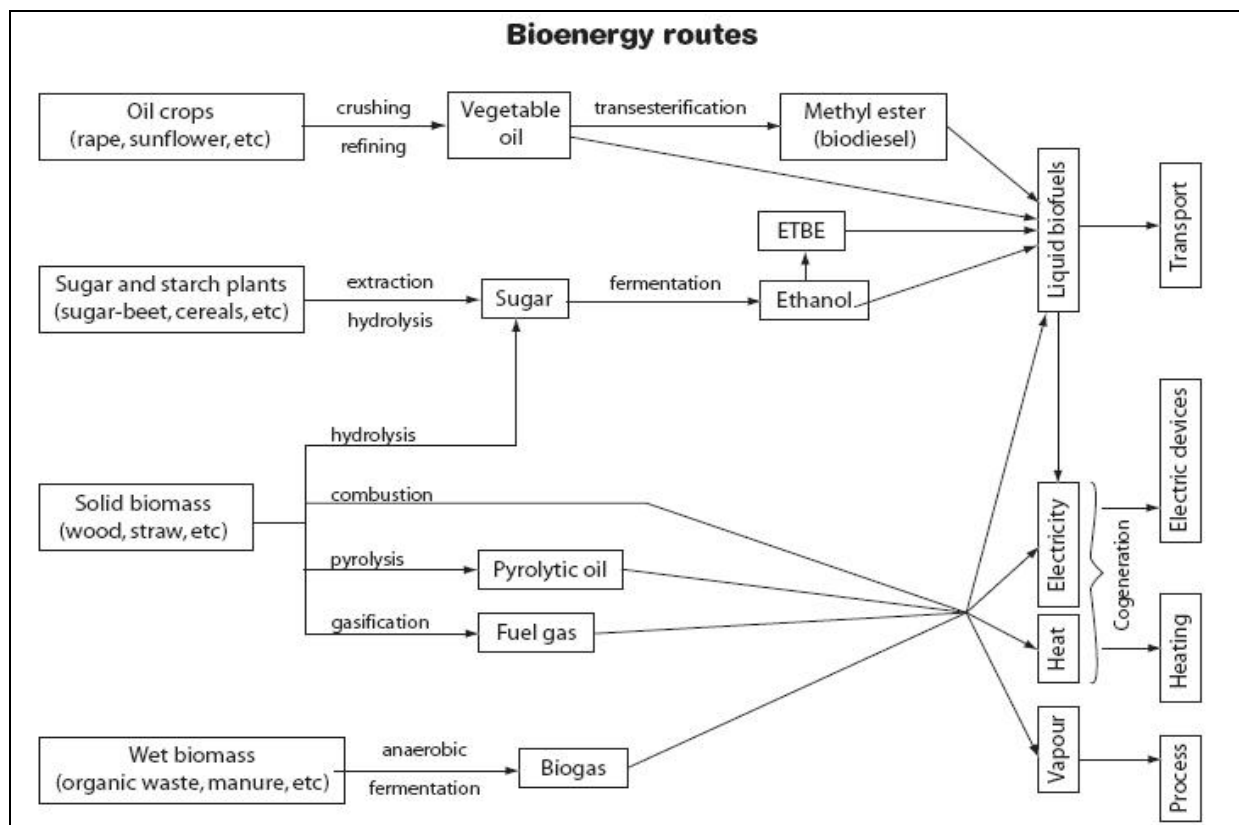 Bioenergy routes
Oil crops
(rape, sunflower, etc)
crushing
refining
Vegetable
oil
transesterification
Methyl ester
(biodiesel)
Liquid biofuels
Transport
ETBE
Sugar and starch plants
(sugar-beet, cereals, etc)
extraction
hydrolysis
Sugar
fermentation
Ethanol
hydrolysis
Solid biomass
(wood, straw, etc)
combustion
pyrolysis
Pyrolytic oil
gasification
Fuel gas
Electricity
Heat
Cogeneration
Electric devices
Heating
Wet biomass
(organic waste, manure, etc)
anaerobic
fermentation
Biogas
Vapour
Process